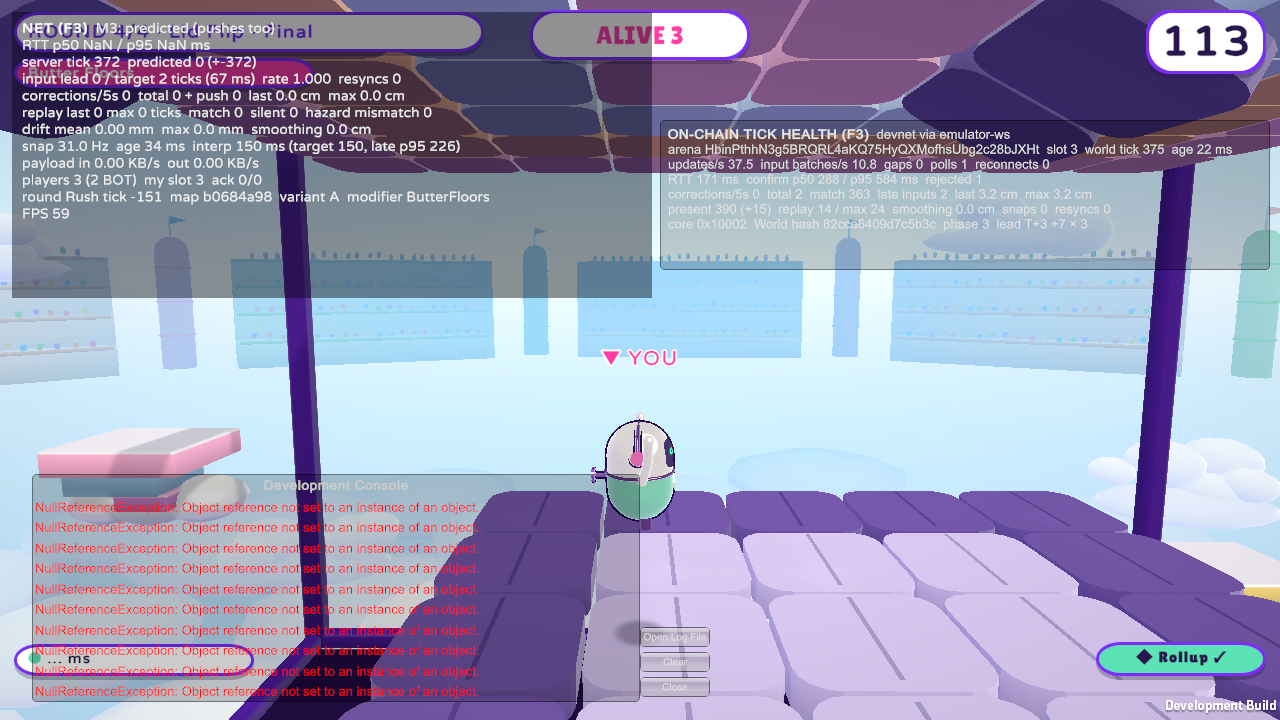 NET (F3) M3: predicted (pushes too)
Final
RTT p50 NaN / p95 NaN ms
server tick 372 predicted 0 (+-372)
Butter Floors
input lead 0 / target 2 ticks (67 ms) rate 1.000 resyncs 0
corrections/5s 0 total 0 + push 0 last 0.0 cm max 0.0 cm
replay last 0 max 0 ticks match 0 silent 0 hazard mismatch 0
drift mean 0.00 mm max 0.0 mm smoothing 0.0 cm
snap 31.0 Hz age 34 ms interp 150 ms (target 150, late p95 226)
payload in 0.00 KB/s out 0.00 KB/s
players 3 (2 BOT) my slot 3 ack 0/0
round Rush tick -151 map b0684a98 variant A modifier ButterFloors
FPS 59
ALIVE 3
113
ON-CHAIN TICK HEALTH (F3) devnet via emulator-ws
arena HbinPthhN3g5BRQRL4aKQ75HyQXMofhsUbg2c28bJXHt slot 3 world tick 375 age 22 ms
updates/s 37.5 input batches/s 10.8 gaps 0 polls 1 reconnects 0
RTT 171 ms confirm p50 288 / p95 584 ms rejected 1
corrections/5s 0 total 2 match 363 late inputs 2 last 3.2 cm max 3.2 cm
present 390 (+15) replay 14 / max 24 smoothing 0.0 cm snaps 0 resyncs 0
core 0x10002 World hash 82cce6409d7c5b3c phase 3 lead T+3 +7 × 3
▼ YOU
Development Console
NullReferenceException: Object reference not set to an instance of an object.
NullReferenceException: Object reference not set to an instance of an object.
NullReferenceException: Object reference not set to an instance of an object.
NullReferenceException: Object reference not set to an instance of an object.
NullReferenceException: Object reference not set to an instance of an object.
NullReferenceException: Object reference not set to an instance of an object.
NullReferenceException: Object reference not set to an instance of an object.
NullReferenceException: Object reference not set to an instance of an object.
NullReferenceException: Object reference not set to an instance of an object.
NullReferenceException: Object reference not set to an instance of an object.
... ms
Open Log File
Clear
Close
◆ Rollup ✓
Development Build